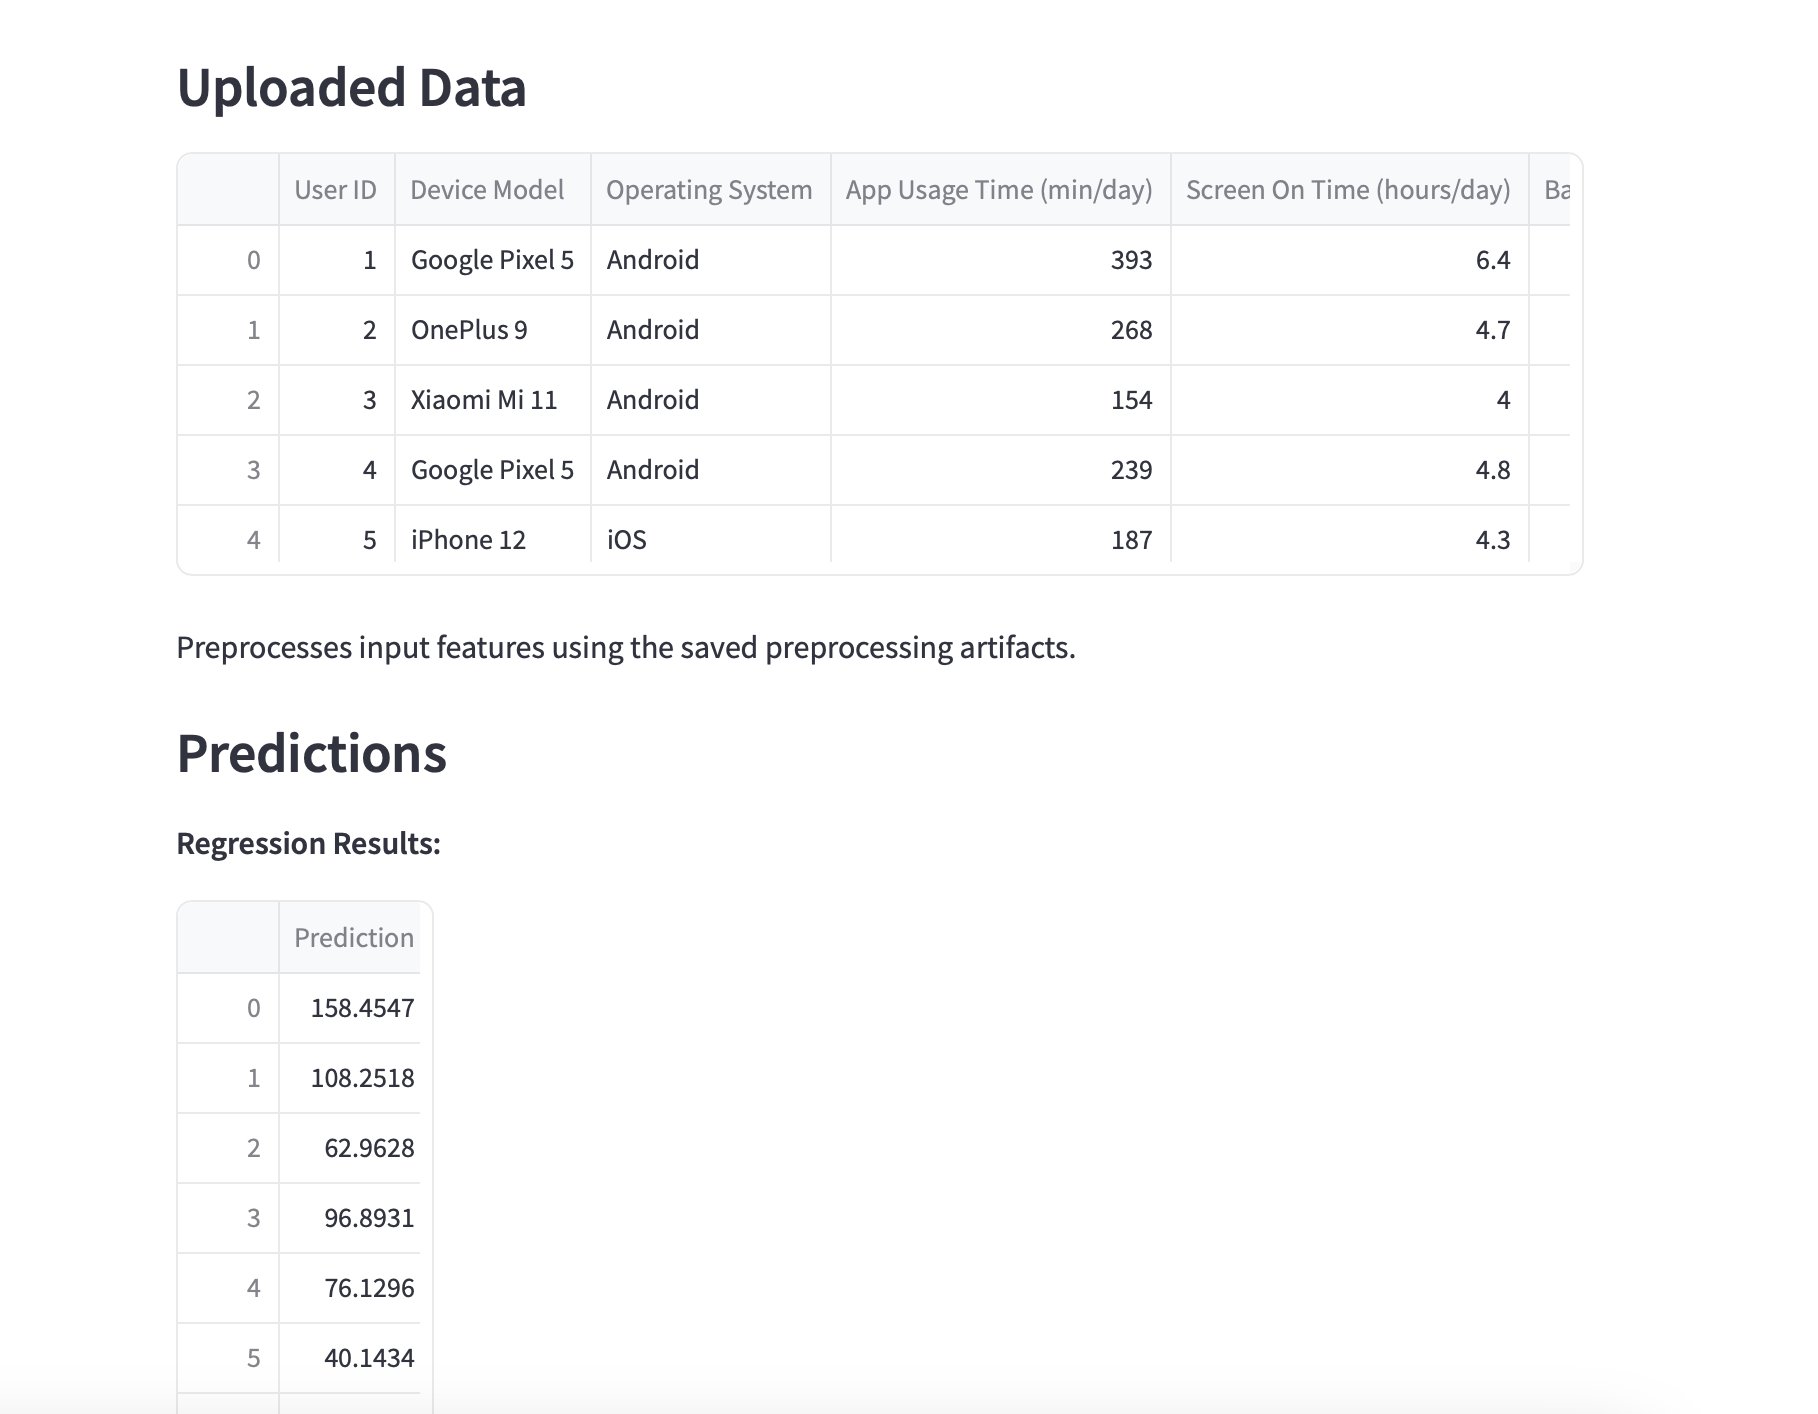 Uploaded Data
User ID Device Model Operating System App Usage Time (min/day) Screen On Time (hours/day) Ba
0 1 Google Pixel 5 Android 393 6.4
1 2 OnePlus 9 Android 268 4.7
2 3 Xiaomi Mi 11 Android 154 4
3 4 Google Pixel 5 Android 239 4.8
4 5 iPhone 12 iOS 187 4.3
Preprocesses input features using the saved preprocessing artifacts.
Predictions
Regression Results:
Prediction
0 158.4547
1 108.2518
2 62.9628
3 96.8931
4 76.1296
5 40.1434